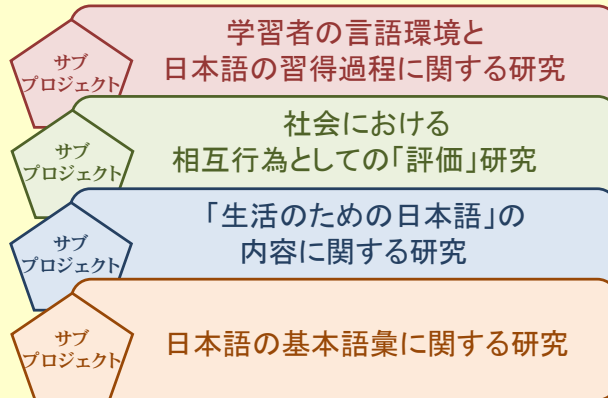 サブ
プロジェクト
学習者の言語環境と
日本語の習得過程に関する研究
サブ
プロジェクト
社会における
相互行為としての「評価」研究
サブ
プロジェクト
「生活のための日本語」の
内容に関する研究
サブ
プロジェクト
日本語の基本語彙に関する研究